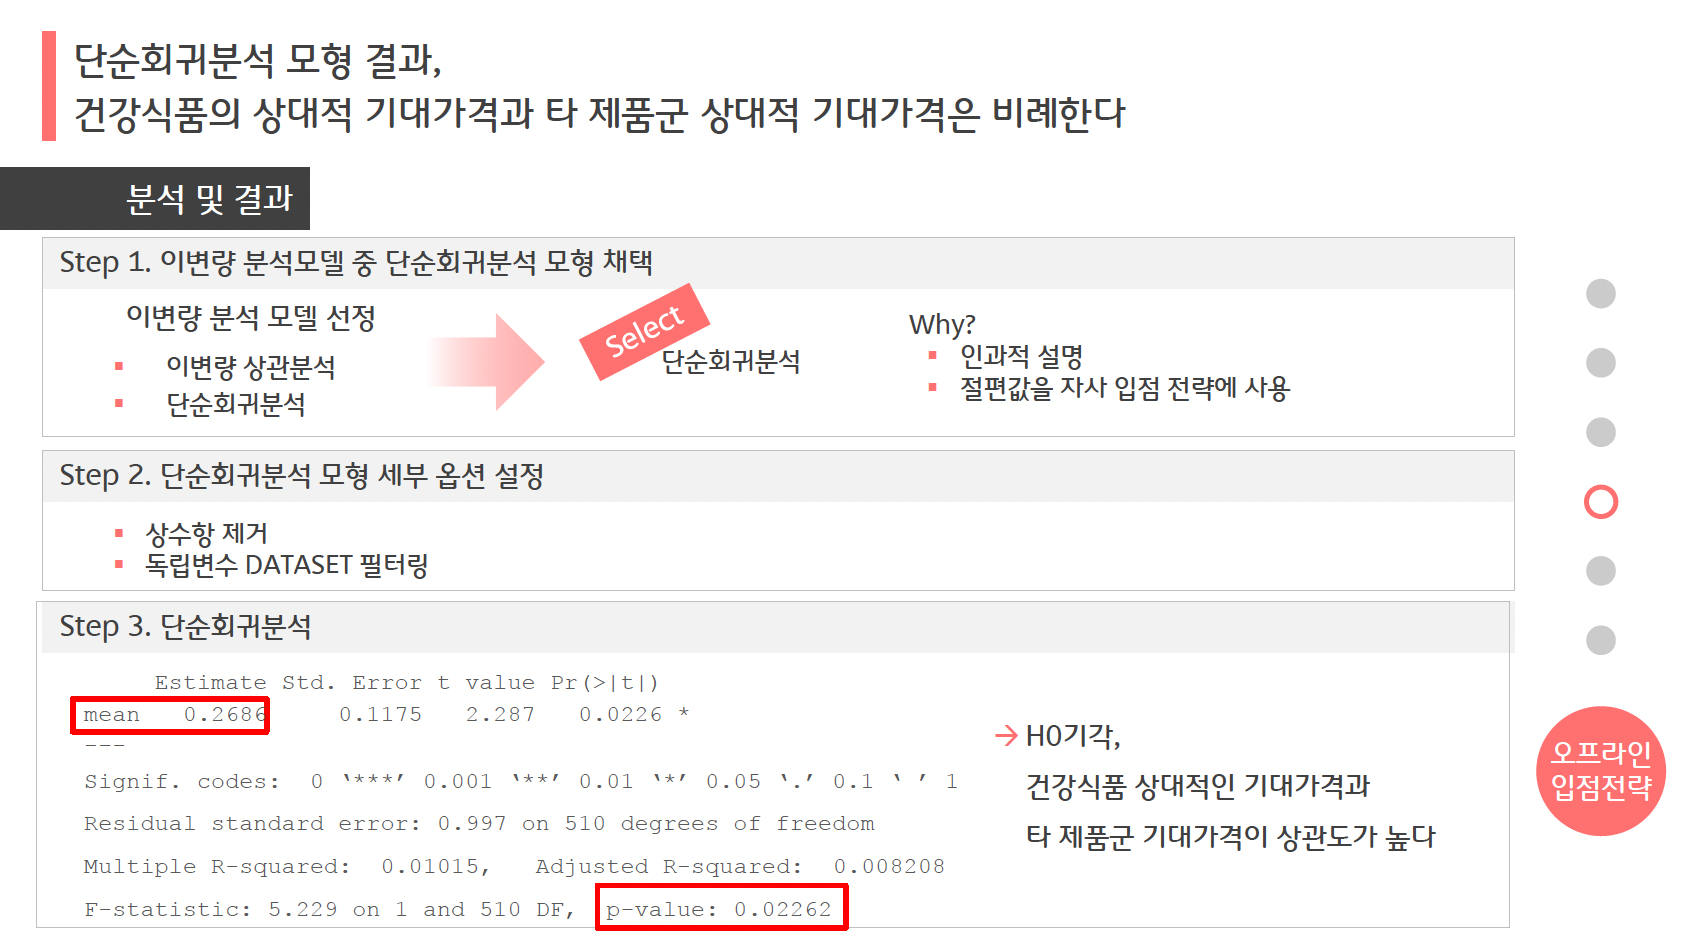 단순회귀분석 모형 결과,
건강식품의 상대적 기대가격과 타 제품군 상대적 기대가격은 비례한다
분석 및 결과
Step 1. 이변량 분석모델 중 단순회귀분석 모형 채택
이변량 분석 모델 선정
▪ 이변량 상관분석
▪ 단순회귀분석
Select
단순회귀분석
Why?
▪ 인과적 설명
▪ 절편값을 자사 입점 전략에 사용
Step 2. 단순회귀분석 모형 세부 옵션 설정
▪ 상수항 제거
▪ 독립변수 DATASET 필터링
Step 3. 단순회귀분석
Estimate Std. Error t value Pr(>|t|)
mean 0.2686 0.1175 2.287 0.0226 *
---
Signif. codes: 0 ‘***’ 0.001 ‘**’ 0.01 ‘*’ 0.05 ‘.’ 0.1 ‘ ’ 1
Residual standard error: 0.997 on 510 degrees of freedom
Multiple R-squared: 0.01015, Adjusted R-squared: 0.008208
F-statistic: 5.229 on 1 and 510 DF, p-value: 0.02262
→ H0기각,
건강식품 상대적인 기대가격과
타 제품군 기대가격이 상관도가 높다
오프라인
입점전략